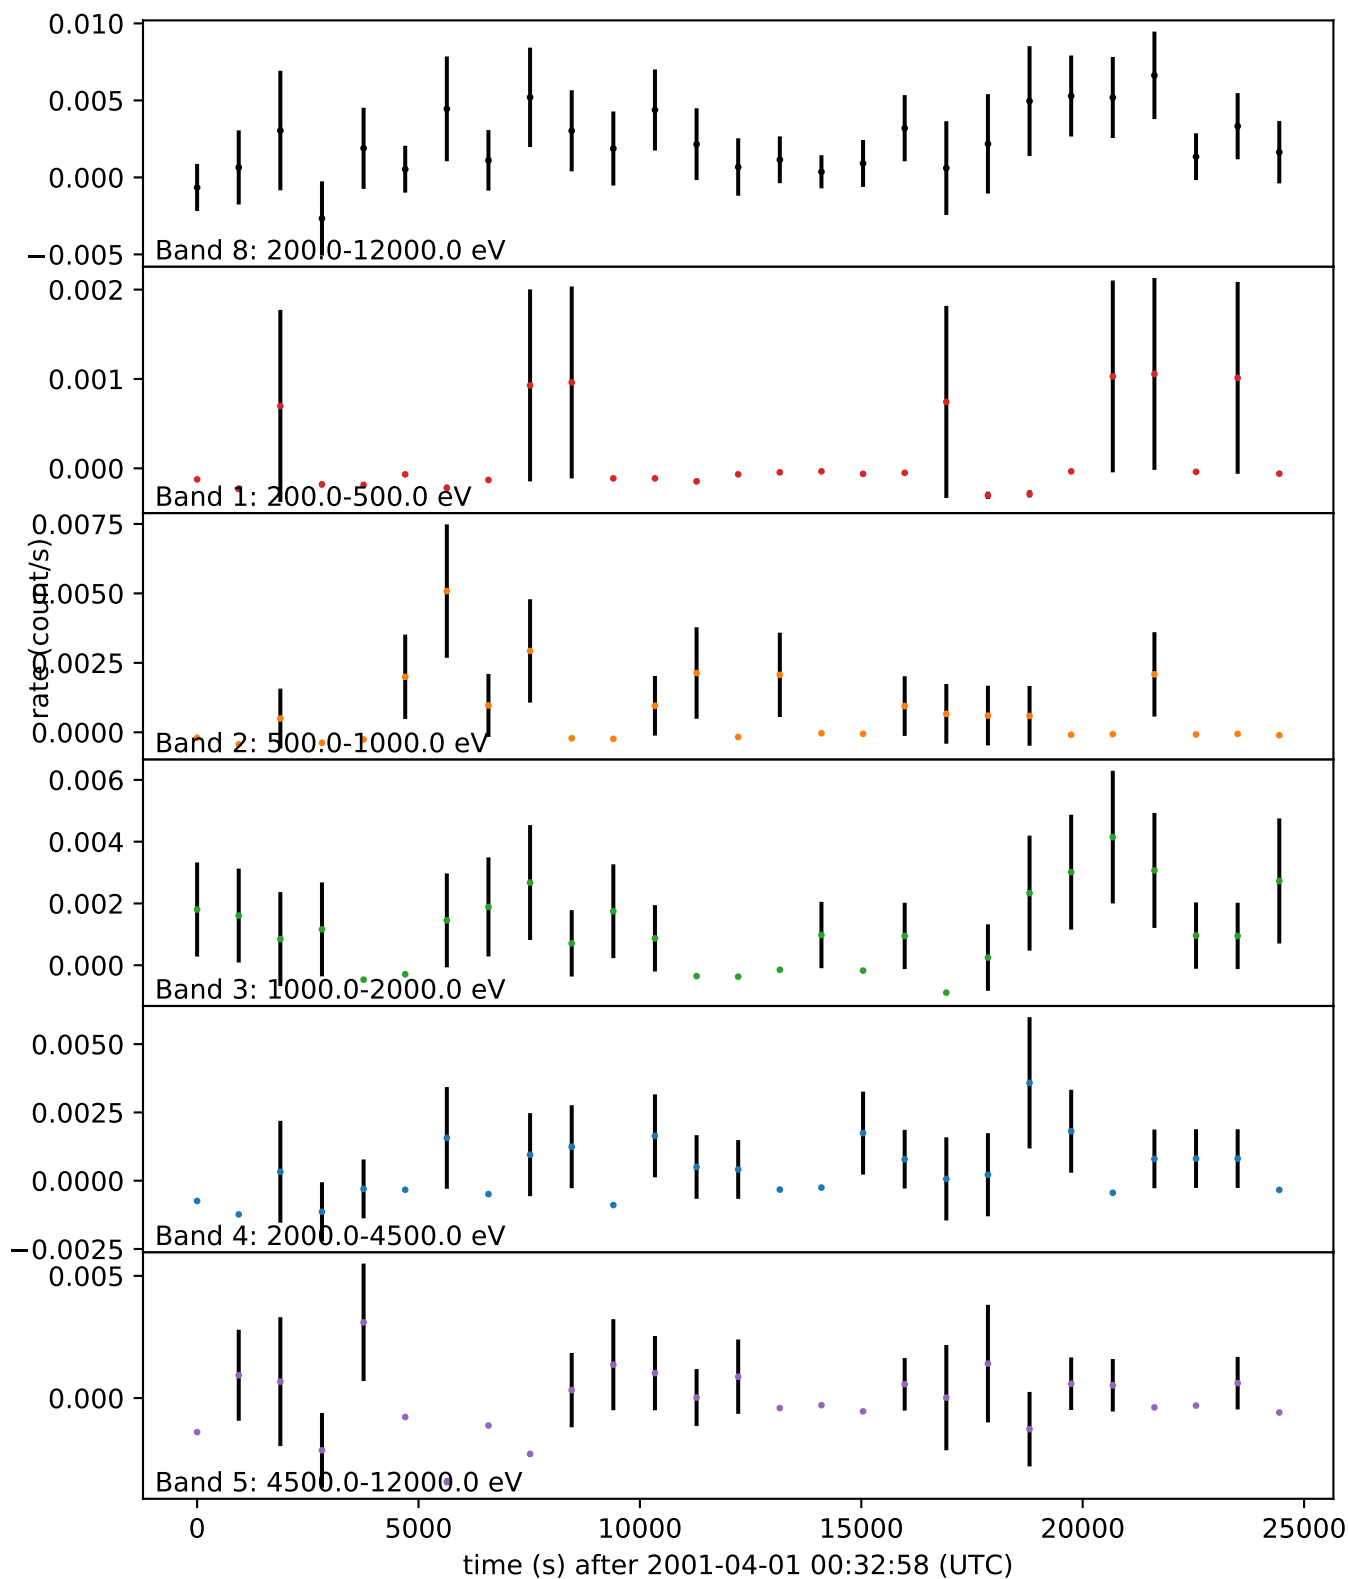 0.010
0.005
0.000
−0.005
Band 8: 200.0-12000.0 eV
0.002
0.001
0.000
Band 1: 200.0-500.0 eV
rate (count/s)
0.0075
0.0050
0.0025
0.0000
Band 2: 500.0-1000.0 eV
0.006
0.004
0.002
0.000
Band 3: 1000.0-2000.0 eV
0.0050
0.0025
0.0000
−0.0025
Band 4: 2000.0-4500.0 eV
0.005
0.000
Band 5: 4500.0-12000.0 eV
0 5000 10000 15000 20000 25000
time (s) after 2001-04-01 00:32:58 (UTC)